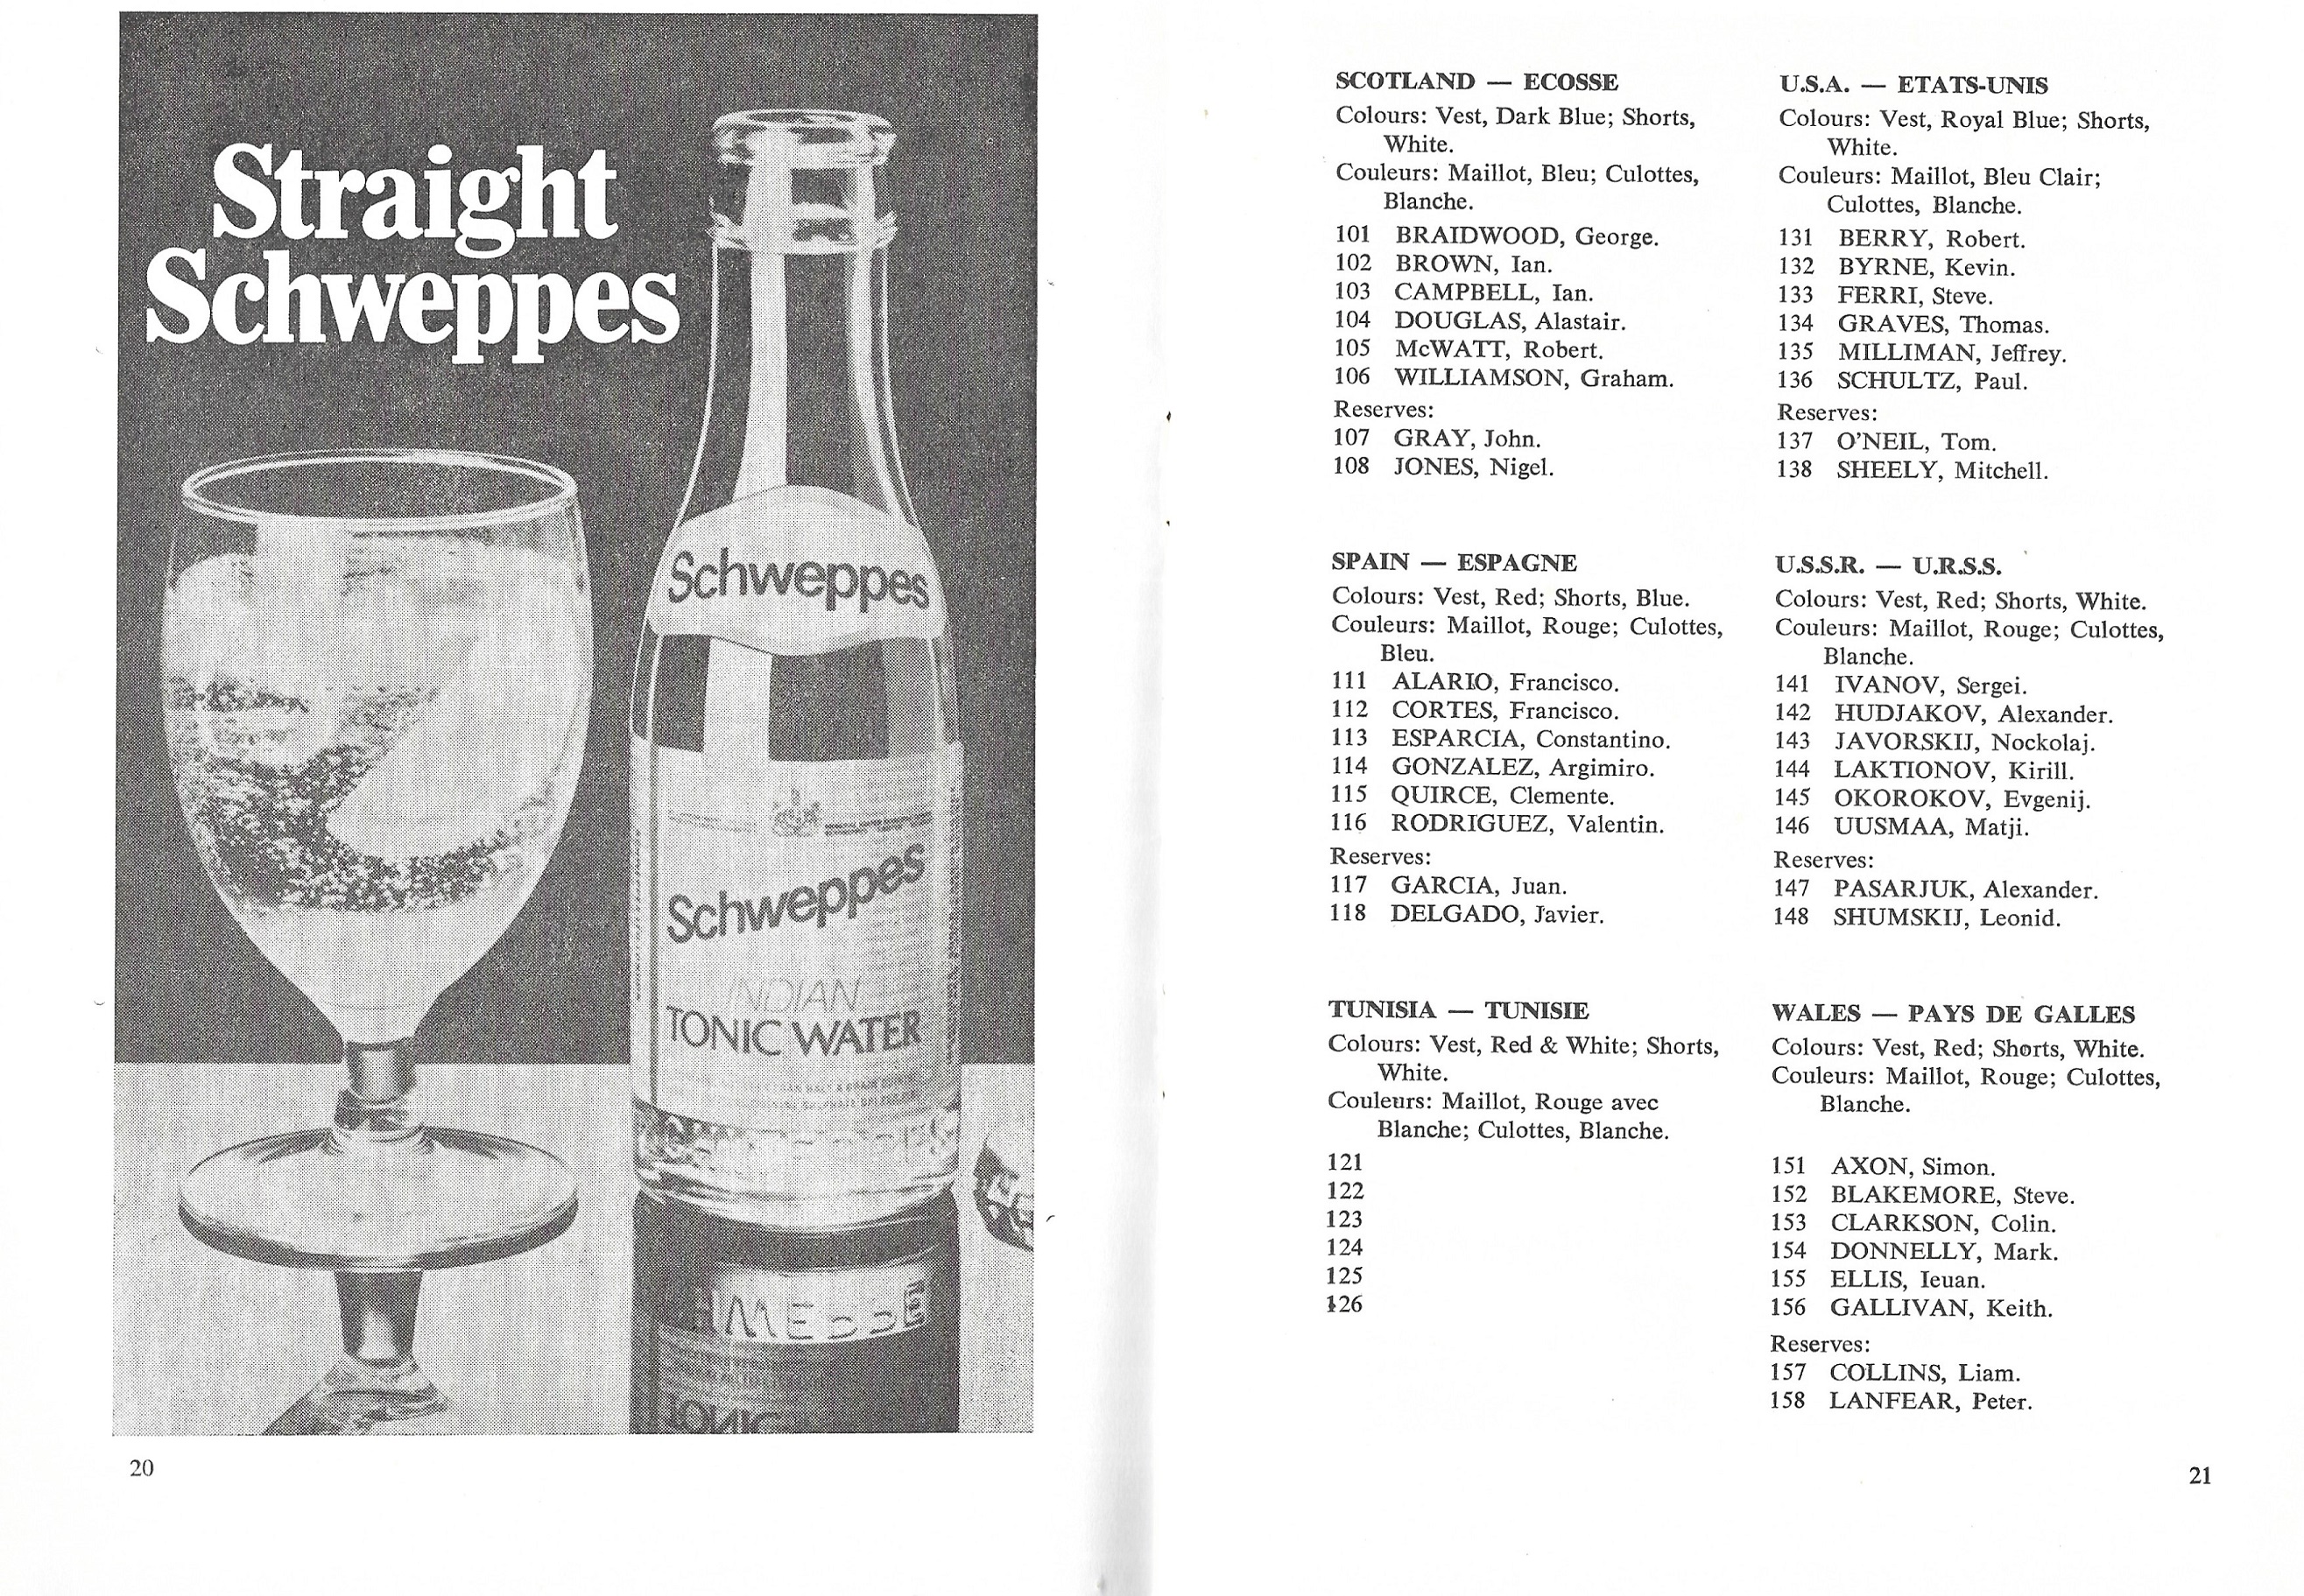 Straight
Schweppes
Schweppes
Schweppes
INDIAN
TONIC WATER
20
SCOTLAND — ECOSSE
Colours: Vest, Dark Blue; Shorts,
White.
Couleurs: Maillot, Bleu; Culottes,
Blanche.
101 BRAIDWOOD, George.
102 BROWN, Ian.
103 CAMPBELL, Ian.
104 DOUGLAS, Alastair.
105 McWATT, Robert.
106 WILLIAMSON, Graham.
Reserves:
107 GRAY, John.
108 JONES, Nigel.
SPAIN — ESPAGNE
Colours: Vest, Red; Shorts, Blue.
Couleurs: Maillot, Rouge; Culottes,
Bleu.
111 ALARIO, Francisco.
112 CORTES, Francisco.
113 ESPARCIA, Constantino.
114 GONZALEZ, Argimiro.
115 QUIRCE, Clemente.
116 RODRIGUEZ, Valentin.
Reserves:
117 GARCIA, Juan.
118 DELGADO, Javier.
TUNISIA — TUNISIE
Colours: Vest, Red & White; Shorts,
White.
Couleurs: Maillot, Rouge avec
Blanche; Culottes, Blanche.
121
122
123
124
125
126
U.S.A. — ETATS-UNIS
Colours: Vest, Royal Blue; Shorts,
White.
Couleurs: Maillot, Bleu Clair;
Culottes, Blanche.
131 BERRY, Robert.
132 BYRNE, Kevin.
133 FERRI, Steve.
134 GRAVES, Thomas.
135 MILLIMAN, Jeffrey.
136 SCHULTZ, Paul.
Reserves:
137 O'NEIL, Tom.
138 SHEELY, Mitchell.
U.S.S.R. — U.R.S.S.
Colours: Vest, Red; Shorts, White.
Couleurs: Maillot, Rouge; Culottes,
Blanche.
141 IVANOV, Sergei.
142 HUDJAKOV, Alexander.
143 JAVORSKIJ, Nockolaj.
144 LAKTIONOV, Kirill.
145 OKOROKOV, Evgenij.
146 UUSMAA, Matji.
Reserves:
147 PASARJUK, Alexander.
148 SHUMSKIJ, Leonid.
WALES — PAYS DE GALLES
Colours: Vest, Red; Shorts, White.
Couleurs: Maillot, Rouge; Culottes,
Blanche.
151 AXON, Simon.
152 BLAKEMORE, Steve.
153 CLARKSON, Colin.
154 DONNELLY, Mark.
155 ELLIS, Ieuan.
156 GALLIVAN, Keith.
Reserves:
157 COLLINS, Liam.
158 LANFEAR, Peter.
21